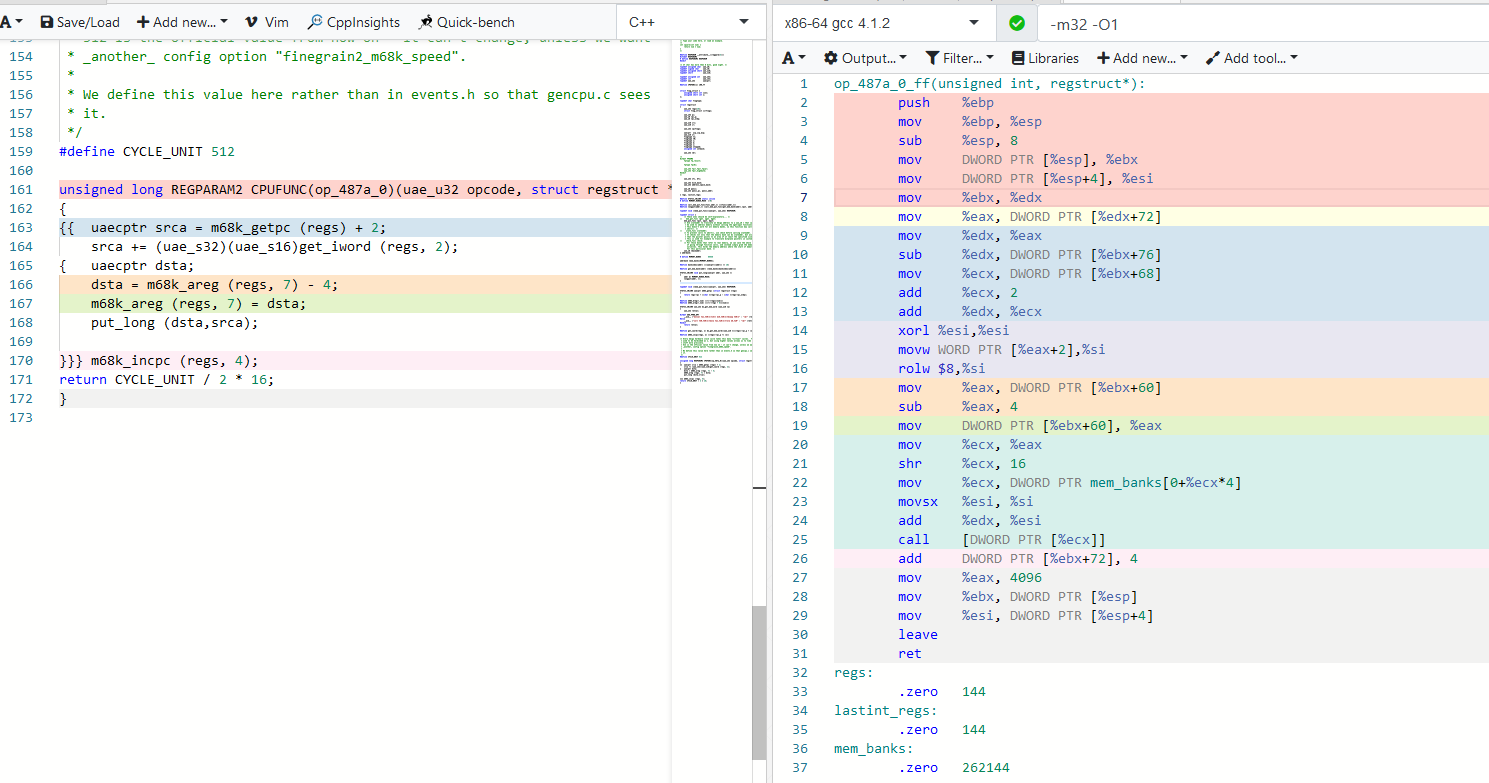 A Save/Load Add new... Vim CppInsights Quick-bench C++
154 * _another_ config option "finegrain2_m68k_speed".
155 *
156 * We define this value here rather than in events.h so that gencpu.c sees
157 * it.
158 */
159 #define CYCLE_UNIT 512
160
161 unsigned long REGPARAM2 CPUFUNC(op_487a_0)(uae_u32 opcode, struct regstruct *
162 {
163 {{ uaecptr srca = m68k_getpc (regs) + 2;
164 srca += (uae_s32)(uae_s16)get_iword (regs, 2);
165 { uaecptr dsta;
166 dsta = m68k_areg (regs, 7) - 4;
167 m68k_areg (regs, 7) = dsta;
168 put_long (dsta,srca);
169
170 }}} m68k_incpc (regs, 4);
171 return CYCLE_UNIT / 2 * 16;
172 }
173
x86-64 gcc 4.1.2 -m32 -O1
A Output... Filter... Libraries Add new... Add tool...
1 op_487a_0_ff(unsigned int, regstruct*):
2 push %ebp
3 mov %ebp, %esp
4 sub %esp, 8
5 mov DWORD PTR [%esp], %ebx
6 mov DWORD PTR [%esp+4], %esi
7 mov %ebx, %edx
8 mov %eax, DWORD PTR [%edx+72]
9 mov %edx, %eax
10 sub %edx, DWORD PTR [%ebx+76]
11 mov %ecx, DWORD PTR [%ebx+68]
12 add %ecx, 2
13 add %edx, %ecx
14 xorl %esi,%esi
15 movw WORD PTR [%eax+2],%si
16 rolw $8,%si
17 mov %eax, DWORD PTR [%ebx+60]
18 sub %eax, 4
19 mov DWORD PTR [%ebx+60], %eax
20 mov %ecx, %eax
21 shr %ecx, 16
22 mov %ecx, DWORD PTR mem_banks[0+%ecx*4]
23 movsx %esi, %si
24 add %edx, %esi
25 call [DWORD PTR [%ecx]]
26 add DWORD PTR [%ebx+72], 4
27 mov %eax, 4096
28 mov %ebx, DWORD PTR [%esp]
29 mov %esi, DWORD PTR [%esp+4]
30 leave
31 ret
32 regs:
33 .zero 144
34 lastint_regs:
35 .zero 144
36 mem_banks:
37 .zero 262144